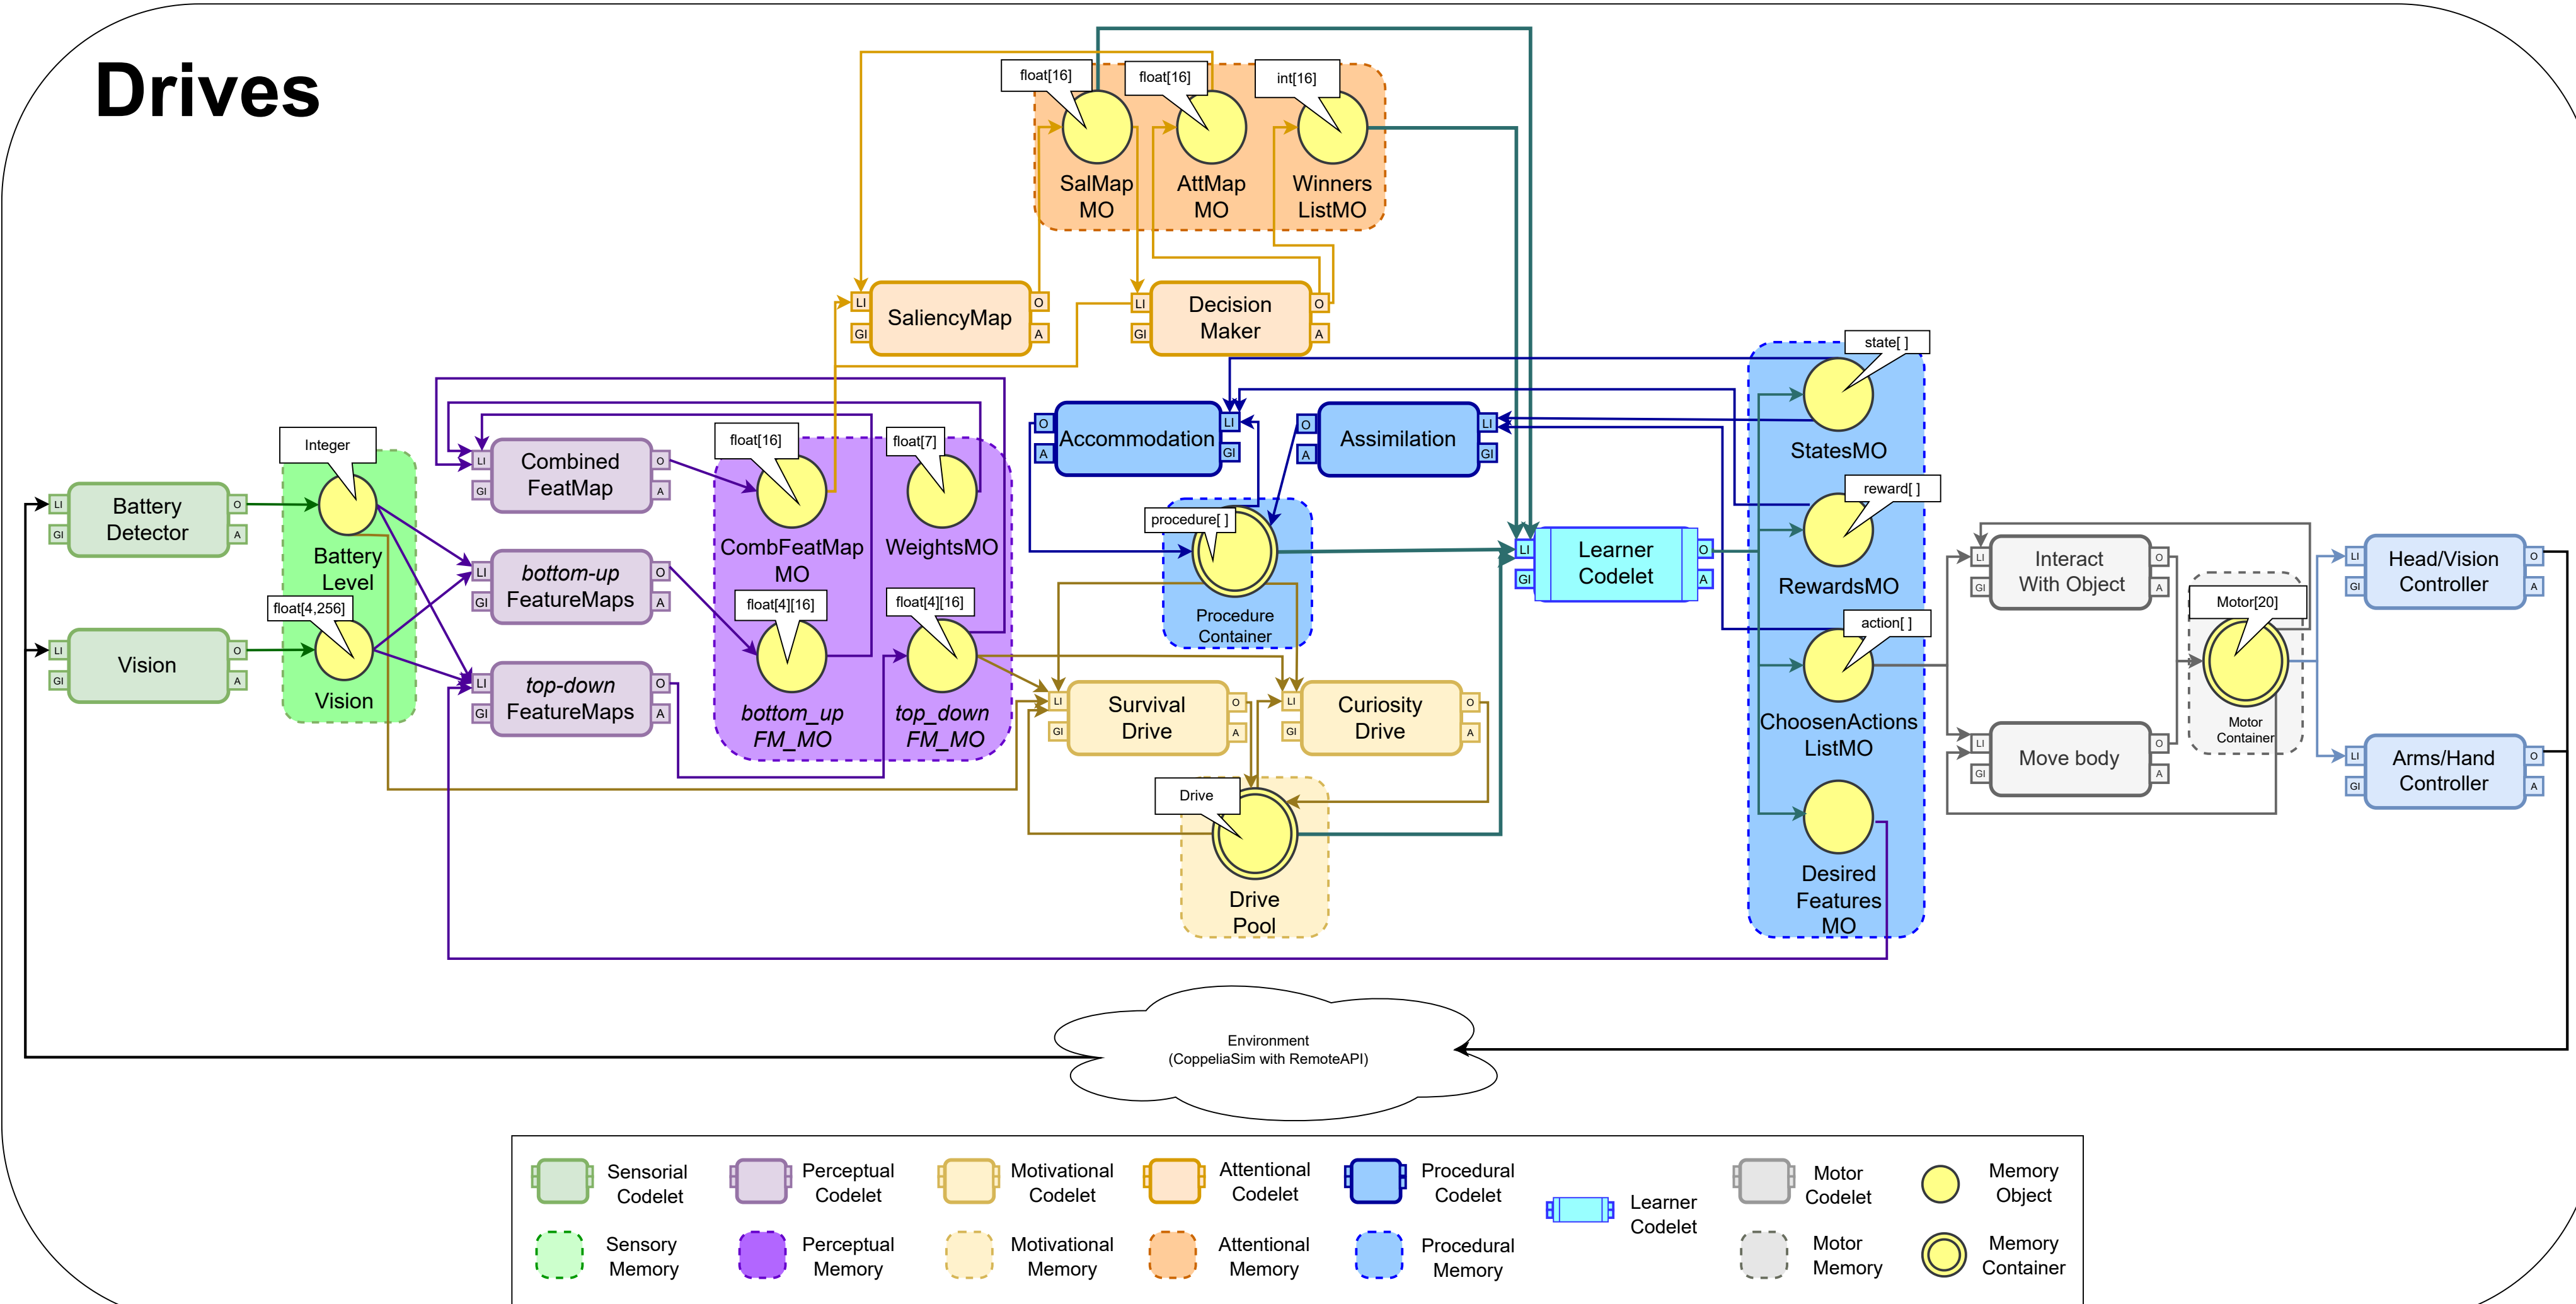 Drives
float[16]
float[16]
int[16]
SalMap
MO
AttMap
MO
Winners
ListMO
LI
GI
SaliencyMap
O
A
LI
GI
Decision
Maker
O
A
Integer
Battery
Level
float[4,256]
Vision
LI
GI
Battery
Detector
O
A
LI
GI
Vision
O
A
LI
GI
Combined
FeatMap
O
A
LI
GI
bottom-up
FeatureMaps
O
A
LI
GI
top-down
FeatureMaps
O
A
float[16]
CombFeatMap
MO
float[7]
WeightsMO
float[4][16]
bottom_up
FM_MO
float[4][16]
top_down
FM_MO
O
A
Accommodation
LI
GI
O
A
Assimilation
LI
GI
procedure[ ]
Procedure
Container
LI
GI
Survival
Drive
O
A
LI
GI
Curiosity
Drive
O
A
Drive
Drive
Pool
LI
GI
Learner
Codelet
O
A
state[ ]
StatesMO
reward[ ]
RewardsMO
action[ ]
ChoosenActions
ListMO
Desired
Features
MO
LI
GI
Interact
With Object
O
A
LI
GI
Move body
O
A
Motor[20]
Motor
Container
LI
GI
Head/Vision
Controller
O
A
LI
GI
Arms/Hand
Controller
O
A
Environment
(CoppeliaSim with RemoteAPI)
Sensorial
Codelet
Perceptual
Codelet
Motivational
Codelet
Attentional
Codelet
Procedural
Codelet
Learner
Codelet
Motor
Codelet
Memory
Object
Sensory
Memory
Perceptual
Memory
Motivational
Memory
Attentional
Memory
Procedural
Memory
Motor
Memory
Memory
Container